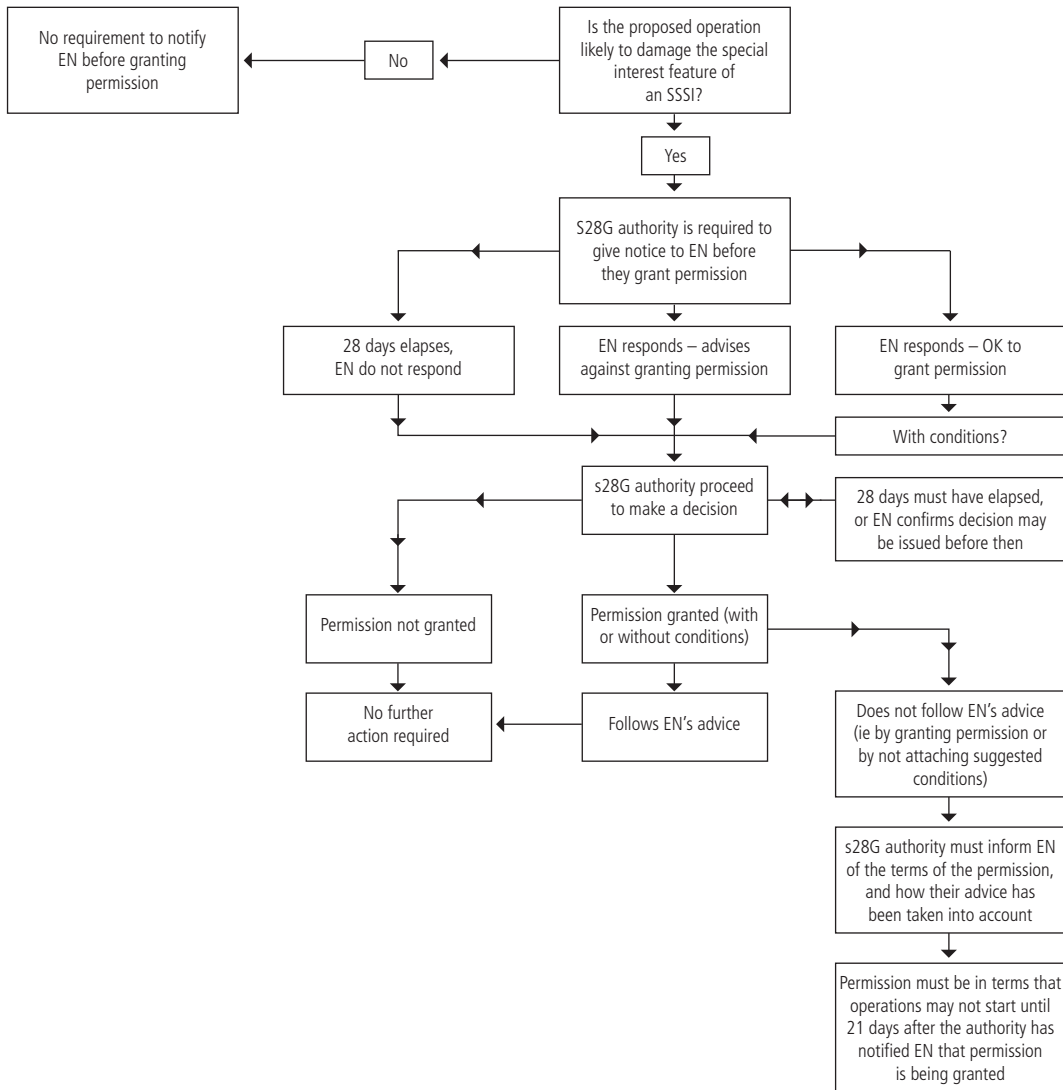 No requirement to notify
EN before granting
permission
No
Is the proposed operation
likely to damage the special
interest feature of
an SSSI?
Yes
S28G authority is required to
give notice to EN before
they grant permission
28 days elapses,
EN do not respond
EN responds – advises
against granting permission
EN responds – OK to
grant permission
With conditions?
s28G authority proceed
to make a decision
28 days must have elapsed,
or EN confirms decision may
be issued before then
Permission not granted
Permission granted (with
or without conditions)
No further
action required
Follows EN’s advice
Does not follow EN’s advice
(ie by granting permission or
by not attaching suggested
conditions)
s28G authority must inform EN
of the terms of the permission,
and how their advice has
been taken into account
Permission must be in terms that
operations may not start until
21 days after the authority has
notified EN that permission
is being granted